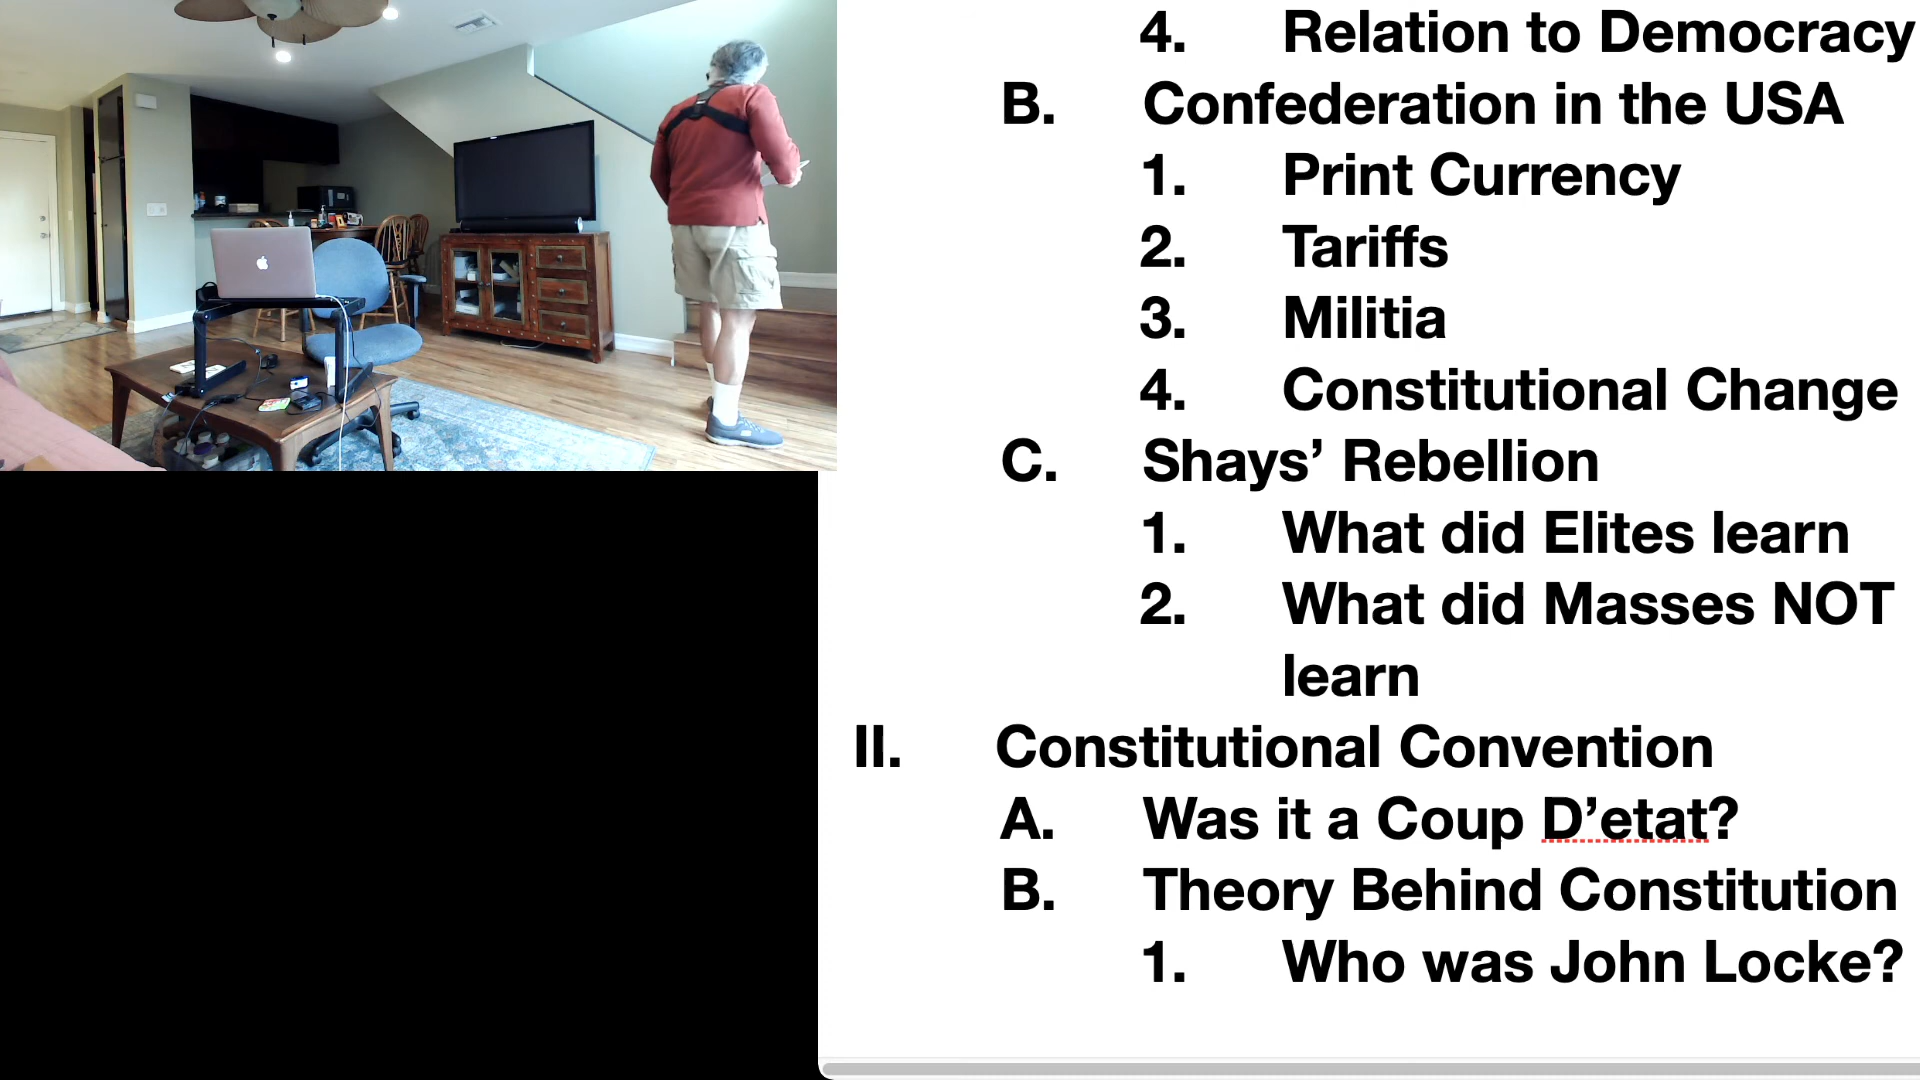 4. Relation to Democracy
B. Confederation in the USA
1. Print Currency
2. Tariffs
3. Militia
4. Constitutional Change
C. Shays’ Rebellion
1. What did Elites learn
2. What did Masses NOT
learn
II. Constitutional Convention
A. Was it a Coup D’etat?
B. Theory Behind Constitution
1. Who was John Locke?